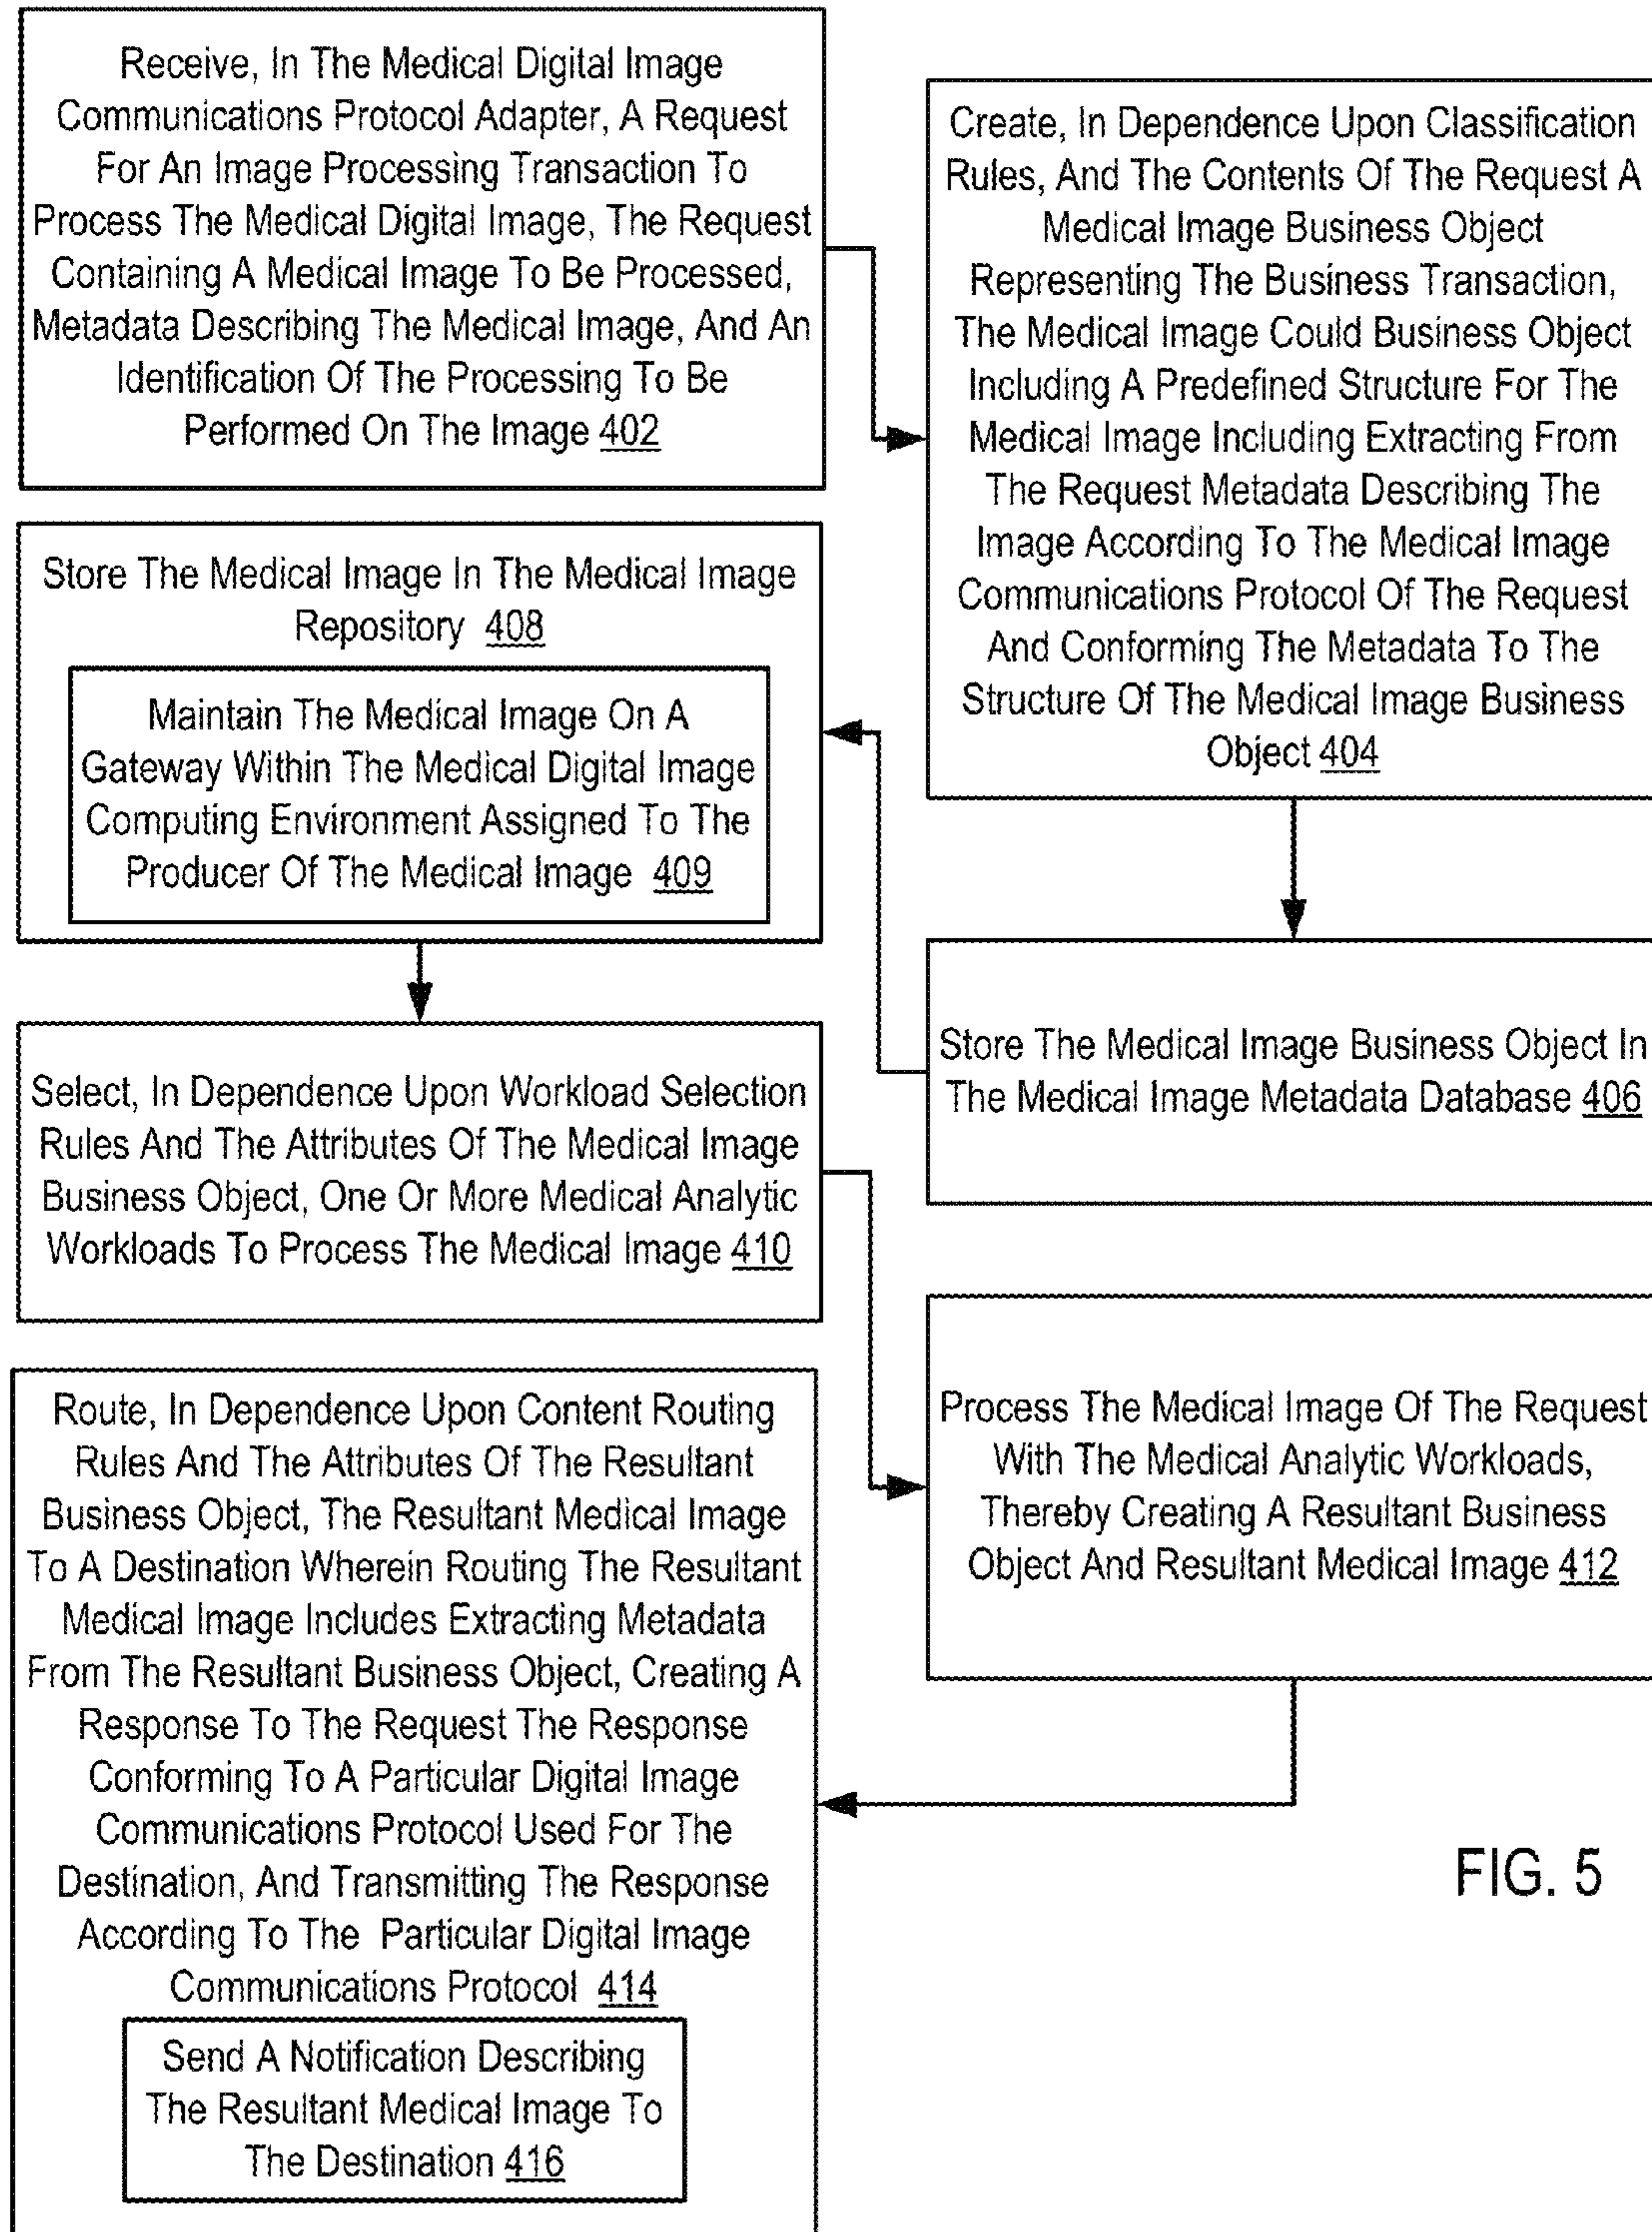 Receive, In The Medical Digital Image
Communications Protocol Adapter, A Request
For An Image Processing Transaction To
Process The Medical Digital Image, The Request
Containing A Medical Image To Be Processed,
Metadata Describing The Medical Image, And An
Identification Of The Processing To Be
Performed On The Image 402
Create, In Dependence Upon Classification
Rules, And The Contents Of The Request A
Medical Image Business Object
Representing The Business Transaction,
The Medical Image Could Business Object
Including A Predefined Structure For The
Medical Image Including Extracting From
The Request Metadata Describing The
Image According To The Medical Image
Communications Protocol Of The Request
And Conforming The Metadata To The
Structure Of The Medical Image Business
Object 404
Store The Medical Image Business Object In
The Medical Image Metadata Database 406
Store The Medical Image In The Medical Image
Repository 408
Maintain The Medical Image On A
Gateway Within The Medical Digital Image
Computing Environment Assigned To The
Producer Of The Medical Image 409
Select, In Dependence Upon Workload Selection
Rules And The Attributes Of The Medical Image
Business Object, One Or More Medical Analytic
Workloads To Process The Medical Image 410
Process The Medical Image Of The Request
With The Medical Analytic Workloads,
Thereby Creating A Resultant Business
Object And Resultant Medical Image 412
Route, In Dependence Upon Content Routing
Rules And The Attributes Of The Resultant
Business Object, The Resultant Medical Image
To A Destination Wherein Routing The Resultant
Medical Image Includes Extracting Metadata
From The Resultant Business Object, Creating A
Response To The Request The Response
Conforming To A Particular Digital Image
Communications Protocol Used For The
Destination, And Transmitting The Response
According To The Particular Digital Image
Communications Protocol 414
Send A Notification Describing
The Resultant Medical Image To
The Destination 416
FIG. 5